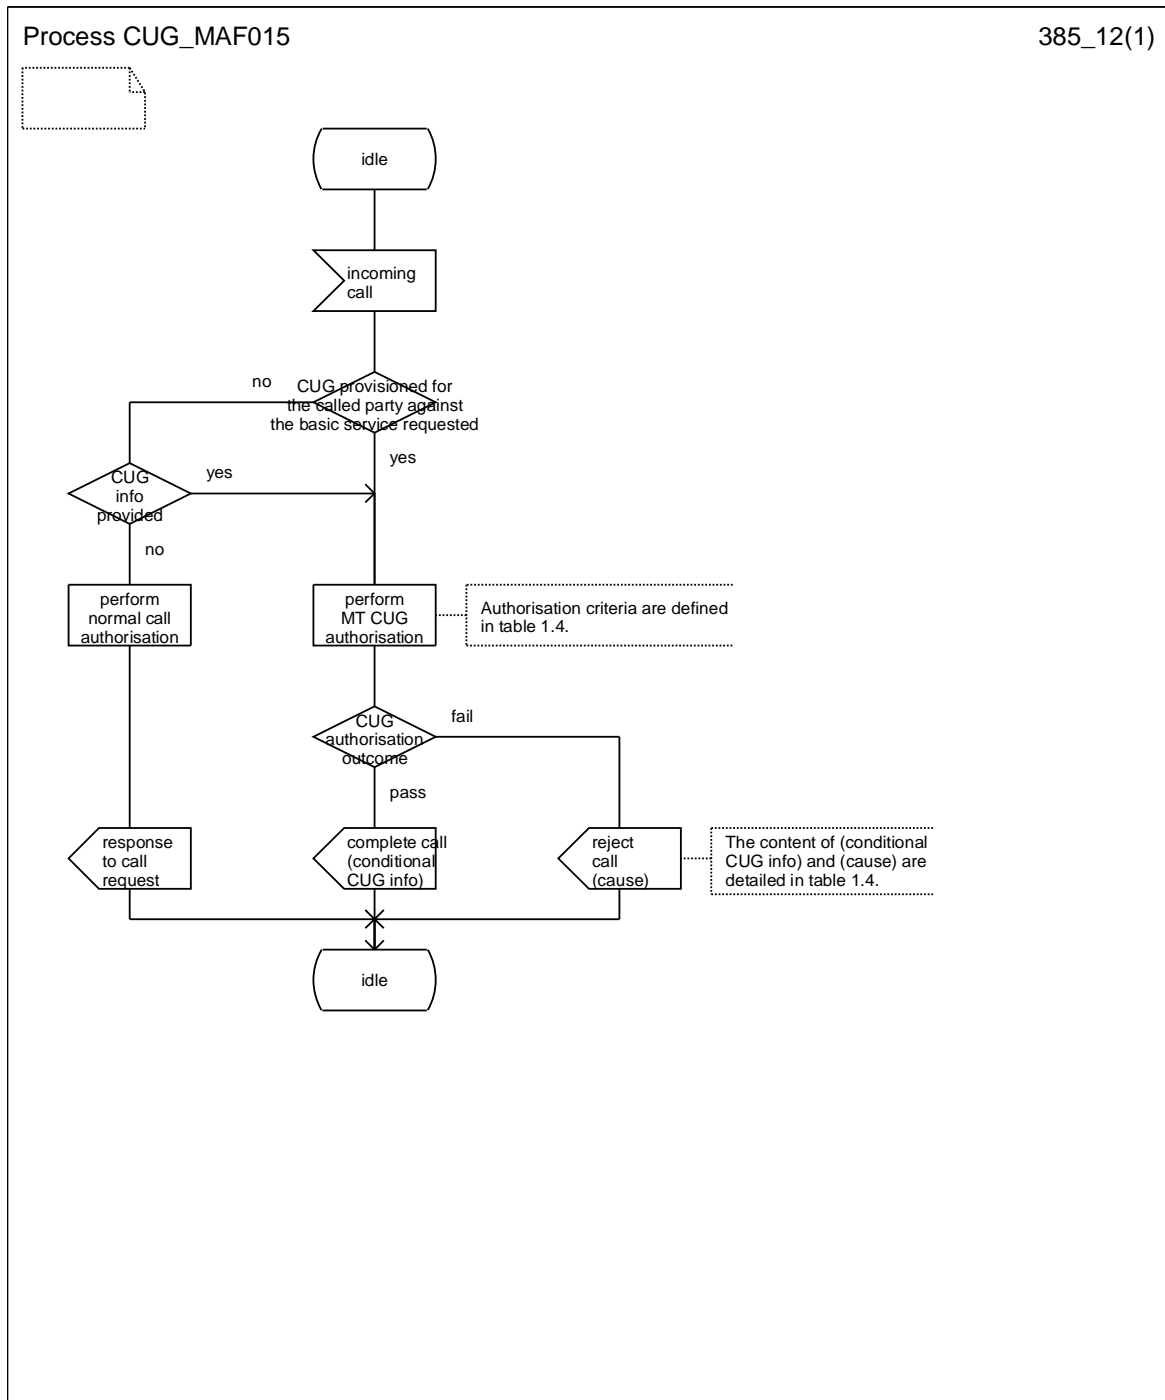 Process CUG_MAF015
385_12(1)
idle
incoming
call
no
CUG provisioned for
the called party against
the basic service requested
yes
CUG
info
provided
yes
no
perform
normal call
authorisation
perform
MT CUG
authorisation
Authorisation criteria are defined
in table 1.4.
CUG
authorisation
outcome
fail
pass
response
to call
request
complete call
(conditional
CUG info)
reject
call
(cause)
The content of (conditional
CUG info) and (cause) are
detailed in table 1.4.
idle